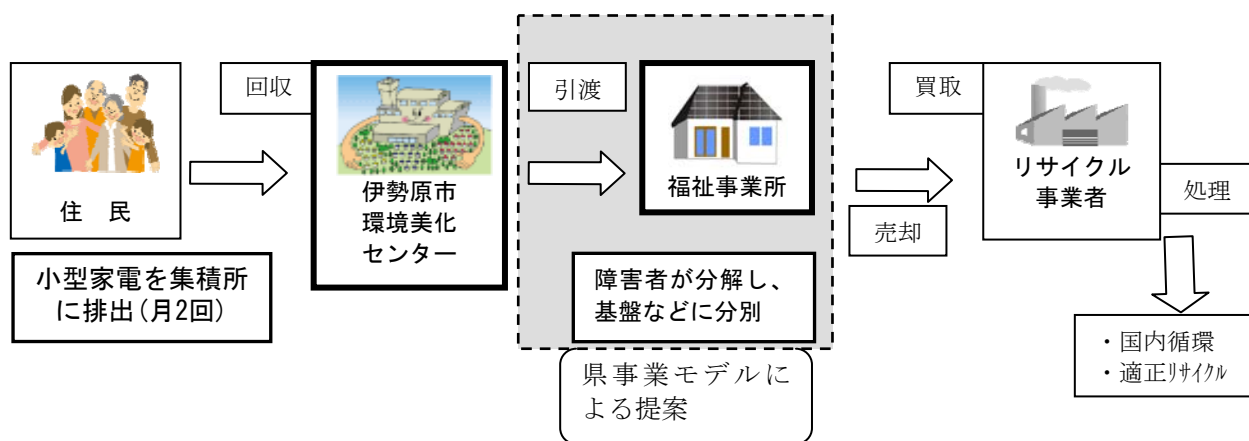 住　民
小型家電を集積所
に排出(月2回)
回収
伊勢原市
環境美化
センター
引渡
福祉事業所
障害者が分解し、
基盤などに分別
県事業モデルに
よる提案
売却
買取
リサイクル
事業者
処理
・国内循環
・適正ﾘｻｲｸﾙ